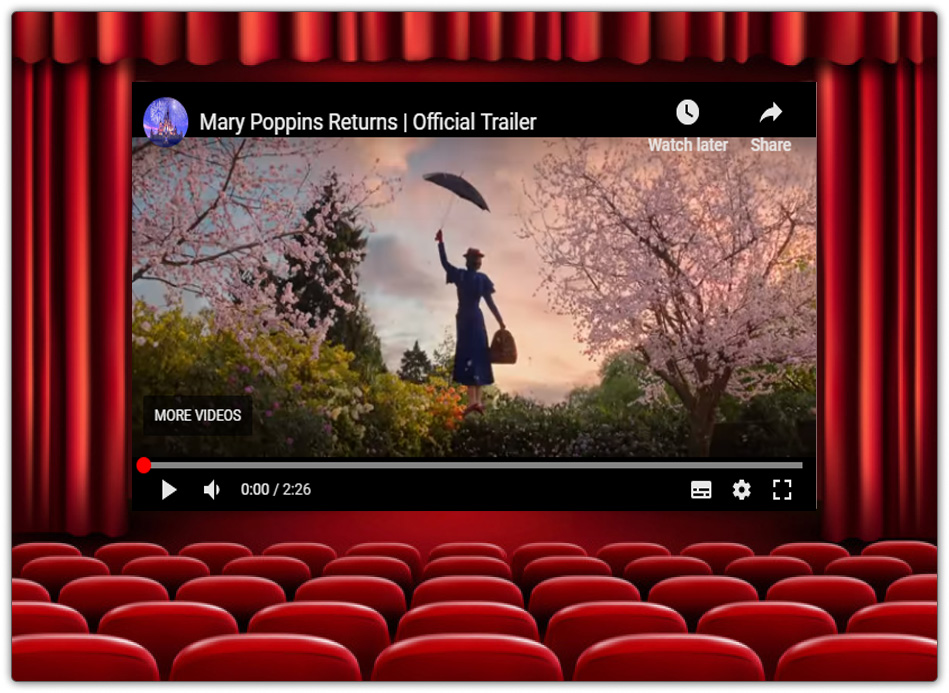 Mary Poppins Returns | Official Trailer
Watch later
Share
MORE VIDEOS
0:00 / 2:26